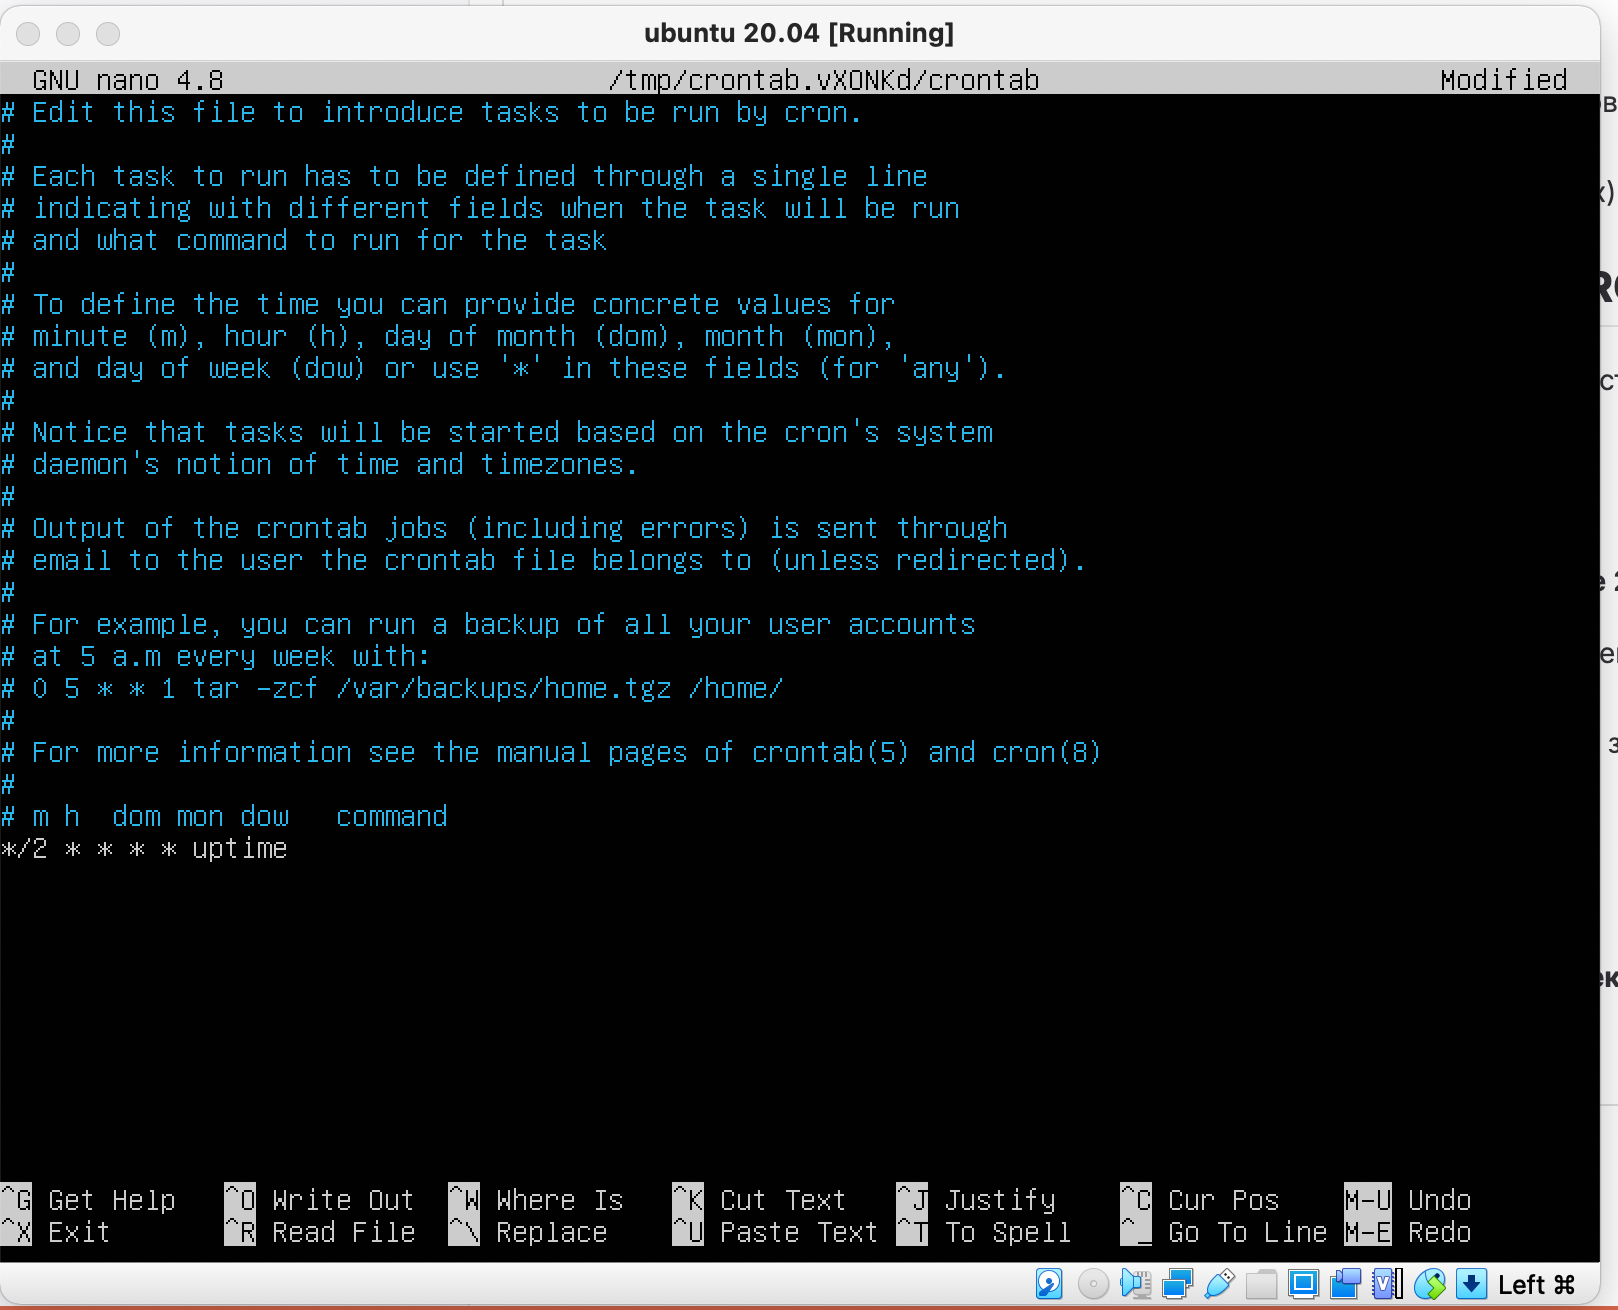 ubuntu 20.04 [Running]
GNU nano 4.8 /tmp/crontab.vXONKd/crontab Modified
# Edit this file to introduce tasks to be run by cron.
#
# Each task to run has to be defined through a single line
# indicating with different fields when the task will be run
# and what command to run for the task
#
# To define the time you can provide concrete values for
# minute (m), hour (h), day of month (dom), month (mon),
# and day of week (dow) or use '*' in these fields (for 'any').
#
# Notice that tasks will be started based on the cron's system
# daemon's notion of time and timezones.
#
# Output of the crontab jobs (including errors) is sent through
# email to the user the crontab file belongs to (unless redirected).
#
# For example, you can run a backup of all your user accounts
# at 5 a.m every week with:
# 0 5 * * 1 tar -zcf /var/backups/home.tgz /home/
#
# For more information see the manual pages of crontab(5) and cron(8)
#
# m h  dom mon dow   command
*/2 * * * * uptime
^G Get Help ^O Write Out ^W Where Is ^K Cut Text ^J Justify ^C Cur Pos M-U Undo
^X Exit ^R Read File ^\ Replace ^U Paste Text ^T To Spell ^_ Go To Line M-E Redo
Left ⌘